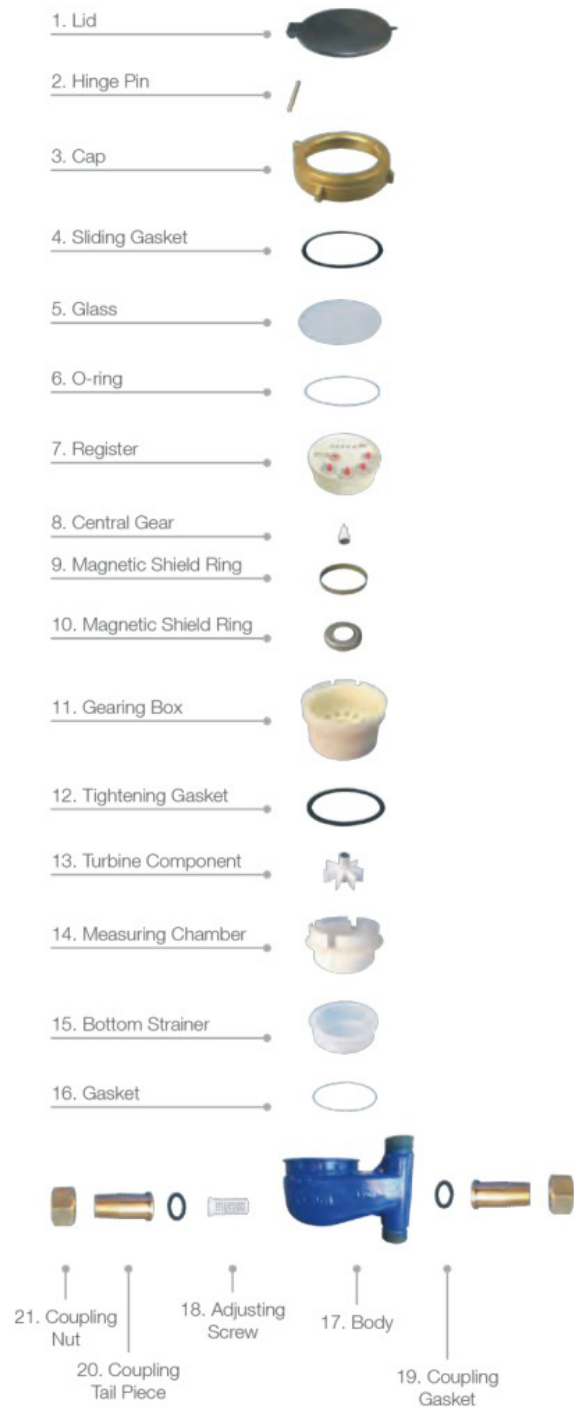 1. Lid
2. Hinge Pin
3. Cap
4. Sliding Gasket
5. Glass
6. O-ring
7. Register
8. Central Gear
9. Magnetic Shield Ring
10. Magnetic Shield Ring
11. Gearing Box
12. Tightening Gasket
13. Turbine Component
14. Measuring Chamber
15. Bottom Strainer
16. Gasket
21. Coupling
Nut
20. Coupling
Tail Piece
18. Adjusting
Screw
17. Body
19. Coupling
Gasket